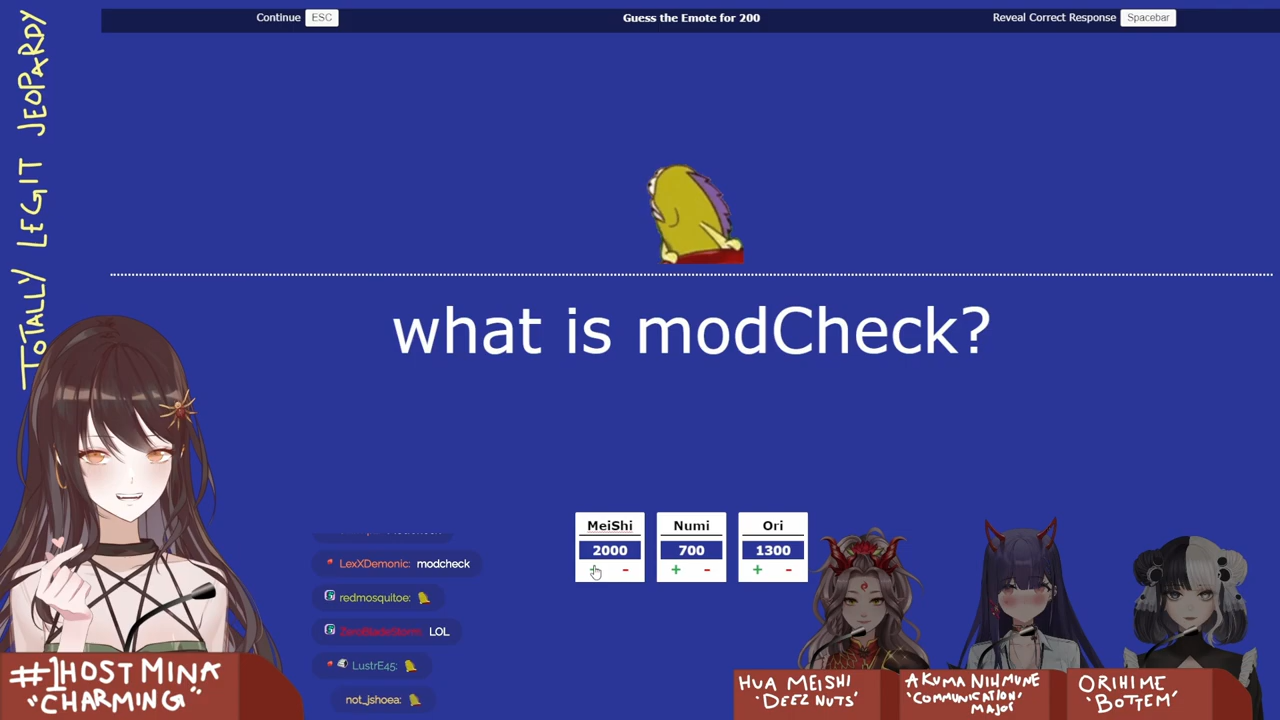 Continue ESC
Guess the Emote for 200
Reveal Correct Response Spacebar
TOTALLY LEGIT JEOPARDY
what is modCheck?
MeiShi Numi Ori
2000 700 1300
+ - + - + -
LexXDemonic: modcheck
redmosquitoe:
ZeroBladeStorm: LOL
LustrE45:
not_jshoea:
#1 HOST MINA
"CHARMING"
HUA MEISHI
'DEEZ NUTS'
AKUMA NIHMUNE
'COMMUNICATION'
MAJOR
ORIHIME
'BOTTEM'